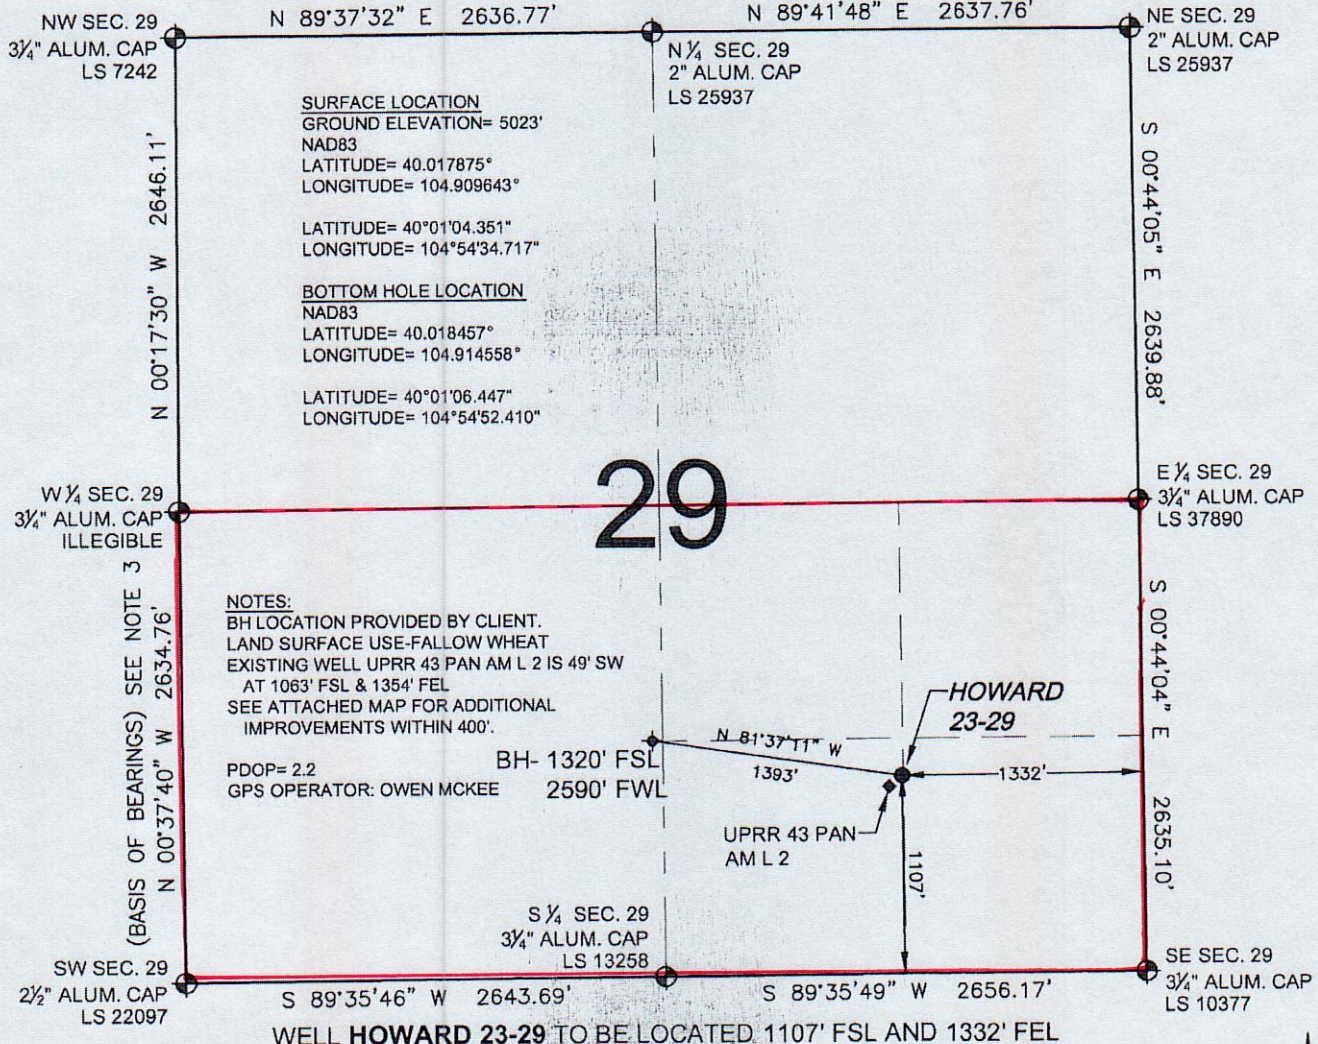 N 89°37'32" E 2636.77'
N 89°41'48" E 2637.76'
NW SEC. 29
3¼" ALUM. CAP
LS 7242
N ¼ SEC. 29
2" ALUM. CAP
LS 25937
NE SEC. 29
2" ALUM. CAP
LS 25937
SURFACE LOCATION
GROUND ELEVATION= 5023'
NAD83
LATITUDE= 40.017875°
LONGITUDE= 104.909643°
LATITUDE= 40°01'04.351"
LONGITUDE= 104°54'34.717"
BOTTOM HOLE LOCATION
NAD83
LATITUDE= 40.018457°
LONGITUDE= 104.914558°
LATITUDE= 40°01'06.447"
LONGITUDE= 104°54'52.410"
N 00°17'30" W 2646.11'
S 00°44'05" E 2639.88'
29
W ¼ SEC. 29
3¼" ALUM. CAP
ILLEGIBLE
E ¼ SEC. 29
3¼" ALUM. CAP
LS 37890
(BASIS OF BEARINGS) SEE NOTE 3
N 00°37'40" W 2634.76'
NOTES:
BH LOCATION PROVIDED BY CLIENT.
LAND SURFACE USE-FALLOW WHEAT
EXISTING WELL UPRR 43 PAN AM L 2 IS 49' SW
AT 1063' FSL & 1354' FEL
SEE ATTACHED MAP FOR ADDITIONAL
IMPROVEMENTS WITHIN 400'.
PDOP= 2.2
GPS OPERATOR: OWEN MCKEE
BH- 1320' FSL
2590' FWL
N 81°37'11" W
1393'
HOWARD
23-29
1332'
UPRR 43 PAN
AM L 2
1107'
S 00°44'04" E 2635.10'
S ¼ SEC. 29
3¼" ALUM. CAP
LS 13258
SW SEC. 29
2½" ALUM. CAP
LS 22097
SE SEC. 29
3¼" ALUM. CAP
LS 10377
S 89°35'46" W 2643.69'
S 89°35'49" W 2656.17'
WELL HOWARD 23-29 TO BE LOCATED 1107' FSL AND 1332' FEL